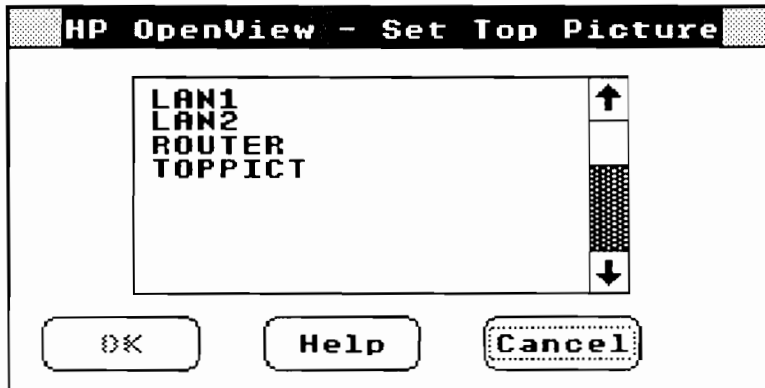 HP OpenView - Set Top Picture
LAN1
LAN2
ROUTER
TOPPICT
OK Help Cancel